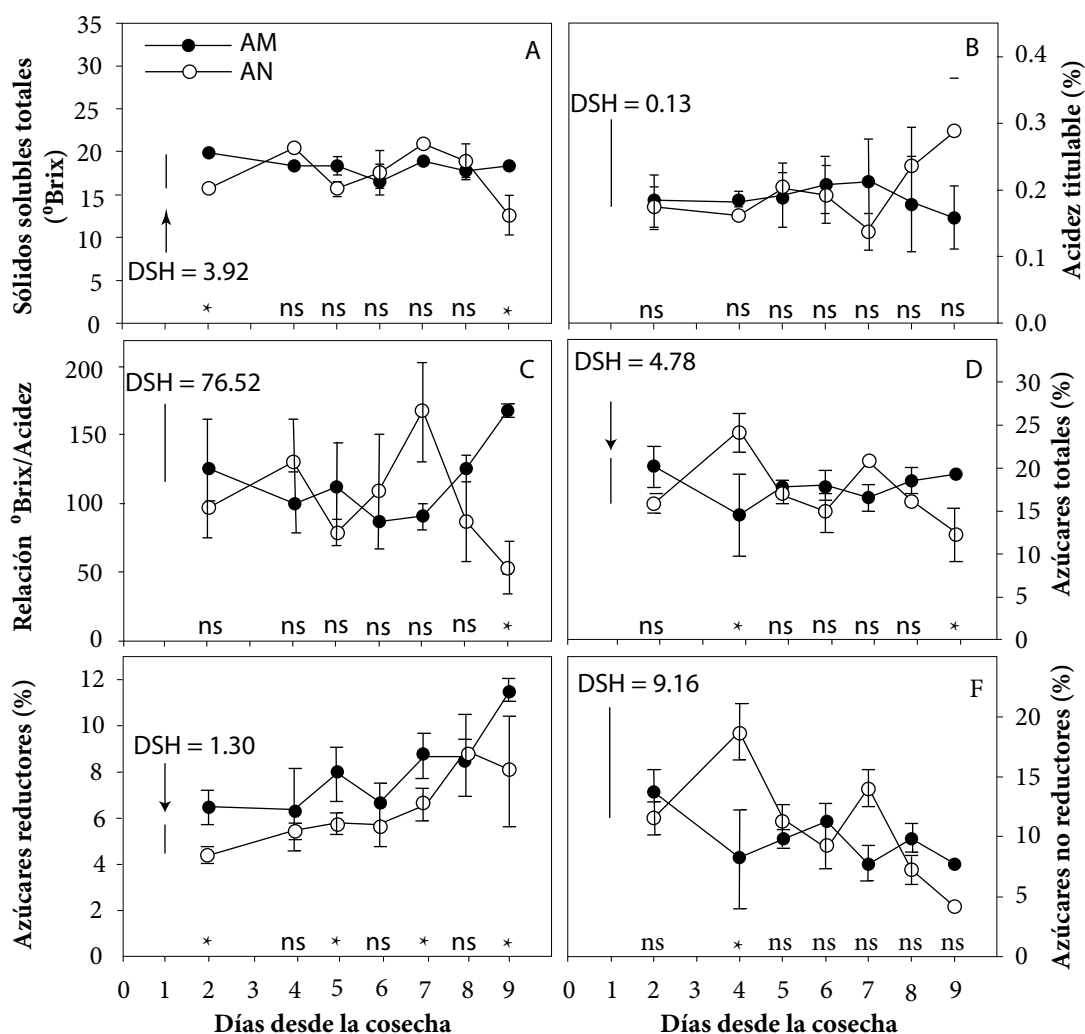 Sólidos solubles totales
(ºBrix)
35
30
25
20
15
10
5
0
AM
AN
A
DSH = 3.92
* ns ns ns ns ns *
B
DSH = 0.13
ns ns ns ns ns ns ns
0.4
0.3
0.2
0.1
0.0
Acidez titulable (%)
Relación ºBrix/Acidez
200
150
100
50
0
DSH = 76.52
C
ns ns ns ns ns ns *
DSH = 4.78
D
ns * ns ns ns ns *
30
25
20
15
10
5
0
Azúcares totales (%)
Azúcares reductores (%)
12
10
8
6
4
2
0
DSH = 1.30
* ns * ns * ns *
0 1 2 3 4 5 6 7 8 9
Días desde la cosecha
DSH = 9.16
F
ns * ns ns ns ns ns
20
15
10
5
0
Azúcares no reductores (%)
0 1 2 3 4 5 6 7 8 9
Días desde la cosecha